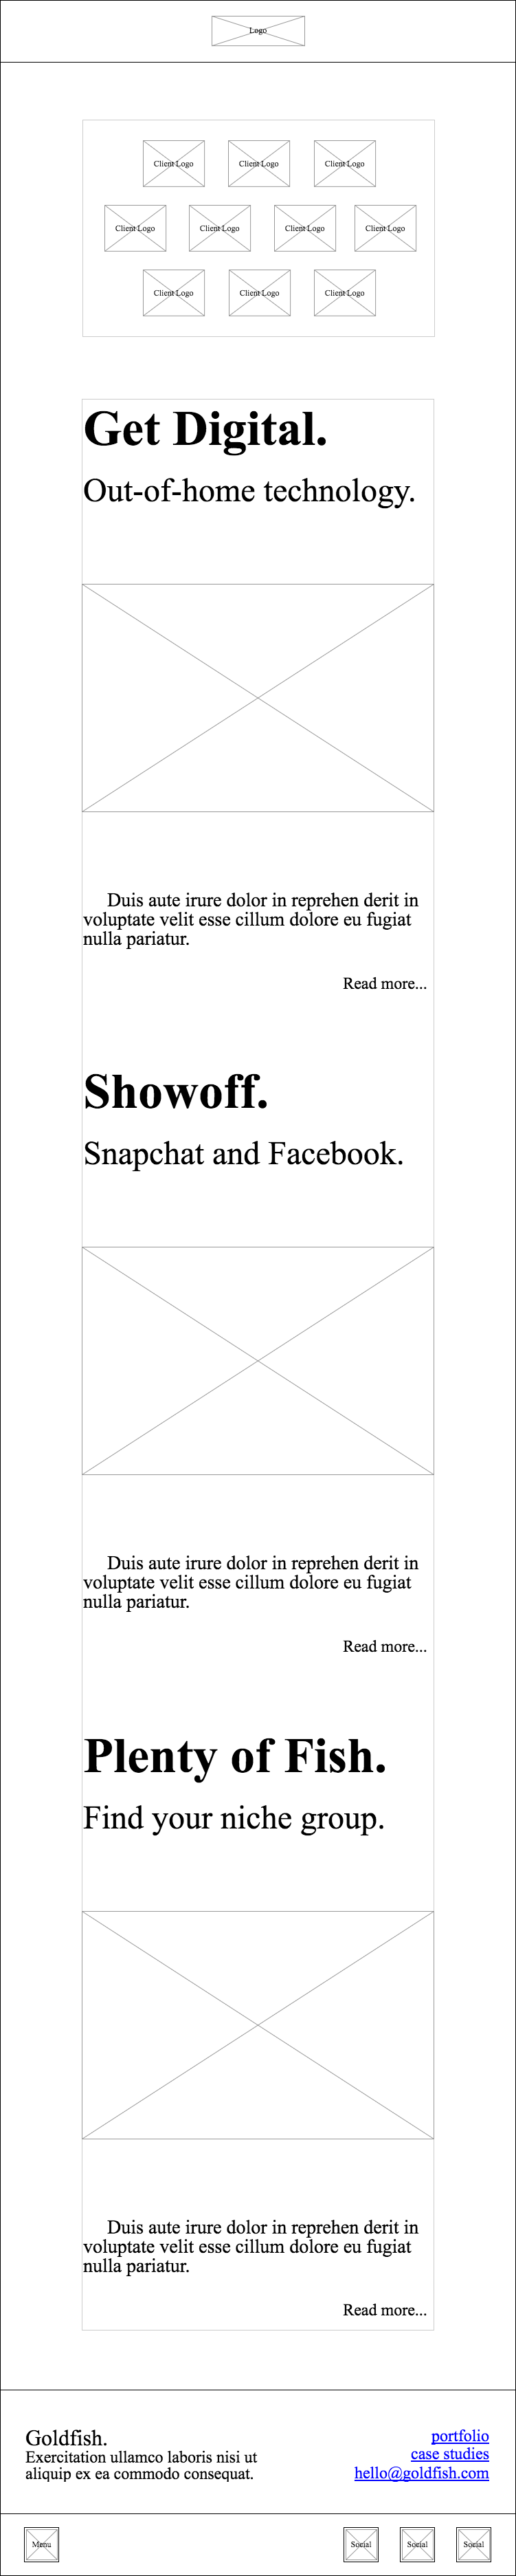 Logo
Client Logo Client Logo Client Logo
Client Logo Client Logo Client Logo Client Logo
Client Logo Client Logo Client Logo
Get Digital.
Out-of-home technology.
Duis aute irure dolor in reprehen derit in
voluptate velit esse cillum dolore eu fugiat
nulla pariatur.
Read more...
Showoff.
Snapchat and Facebook.
Duis aute irure dolor in reprehen derit in
voluptate velit esse cillum dolore eu fugiat
nulla pariatur.
Read more...
Plenty of Fish.
Find your niche group.
Duis aute irure dolor in reprehen derit in
voluptate velit esse cillum dolore eu fugiat
nulla pariatur.
Read more...
Goldfish.
Exercitation ullamco laboris nisi ut
aliquip ex ea commodo consequat.
portfolio
case studies
hello@goldfish.com
Menu Social Social Social